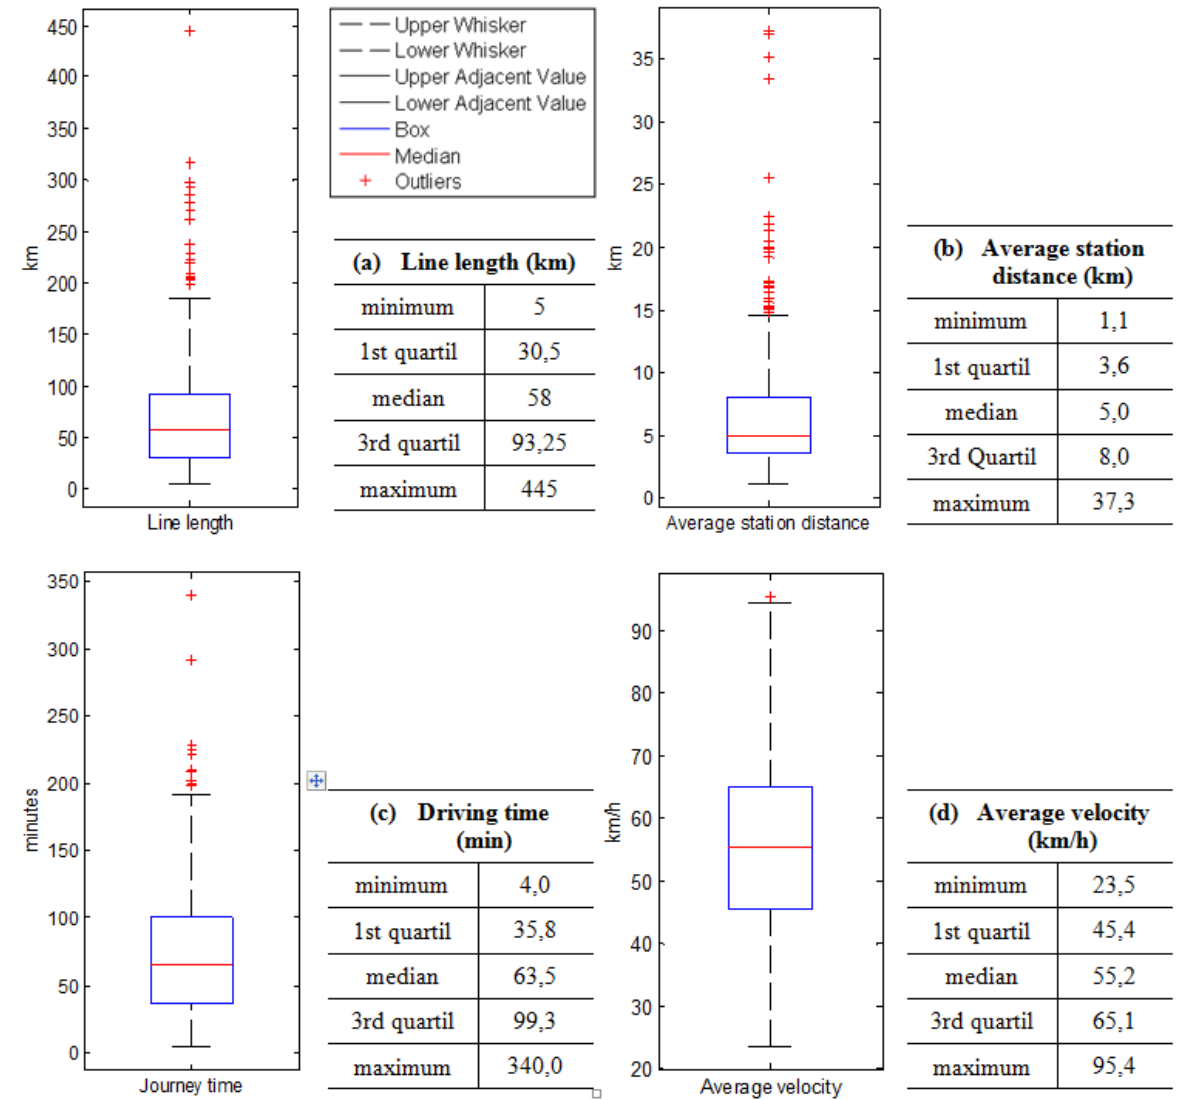 450
400
350
300
250
200
150
100
50
0
km
Line length
Upper Whisker
Lower Whisker
Upper Adjacent Value
Lower Adjacent Value
Box
Median
Outliers
(a) Line length (km)
minimum 5
1st quartil 30,5
median 58
3rd quartil 93,25
maximum 445
35
30
25
20
15
10
5
0
km
Average station distance
(b) Average station
distance (km)
minimum 1,1
1st quartil 3,6
median 5,0
3rd Quartil 8,0
maximum 37,3
350
300
250
200
150
100
50
0
minutes
Journey time
(c) Driving time
(min)
minimum 4,0
1st quartil 35,8
median 63,5
3rd quartil 99,3
maximum 340,0
90
80
70
60
50
40
30
20
km/h
Average velocity
(d) Average velocity
(km/h)
minimum 23,5
1st quartil 45,4
median 55,2
3rd quartil 65,1
maximum 95,4